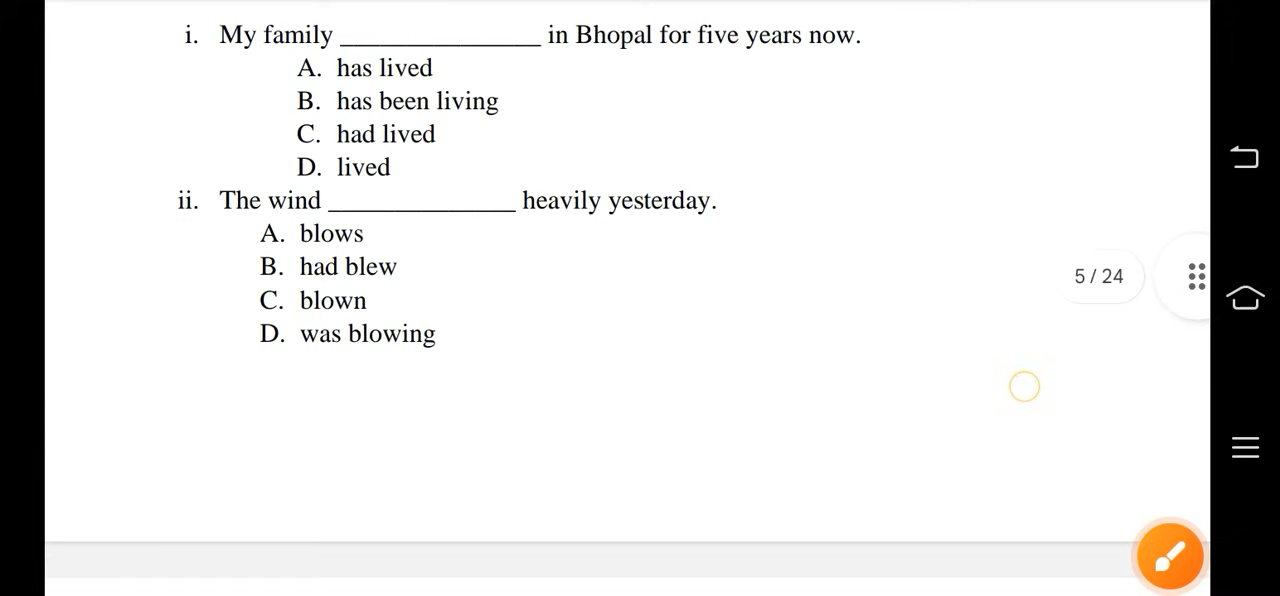 i. My family _______________ in Bhopal for five years now.
A. has lived
B. has been living
C. had lived
D. lived
ii. The wind ______________ heavily yesterday.
A. blows
B. had blew
C. blown
D. was blowing
5 / 24